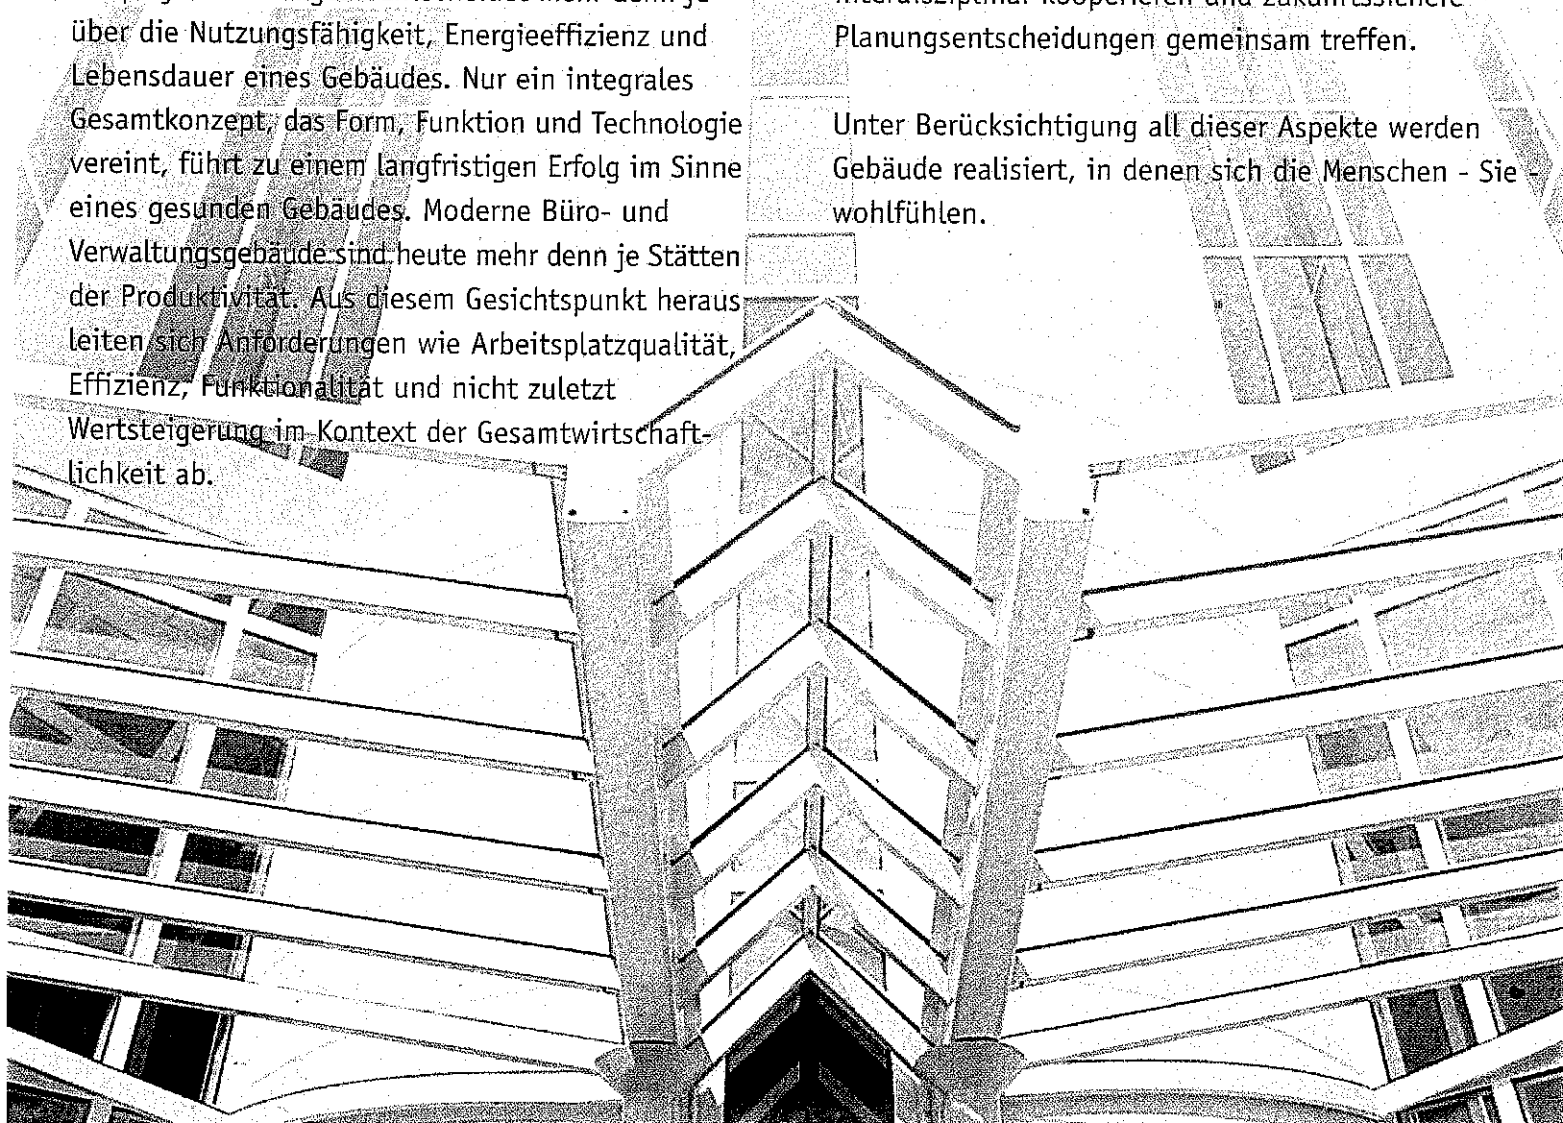 über die Nutzungsfähigkeit, Energieeffizienz und
Lebensdauer eines Gebäudes. Nur ein integrales
Gesamtkonzept, das Form, Funktion und Technologie
vereint, führt zu einem langfristigen Erfolg im Sinne
eines gesunden Gebäudes. Moderne Büro- und
Verwaltungsgebäude sind heute mehr denn je Stätten
der Produktivität. Aus diesem Gesichtspunkt heraus
leiten sich Anforderungen wie Arbeitsplatzqualität,
Effizienz, Funktionalität und nicht zuletzt
Wertsteigerung im Kontext der Gesamtwirtschaft-
lichkeit ab.
Planungsentscheidungen gemeinsam treffen.
Unter Berücksichtigung all dieser Aspekte werden
Gebäude realisiert, in denen sich die Menschen - Sie -
wohlfühlen.